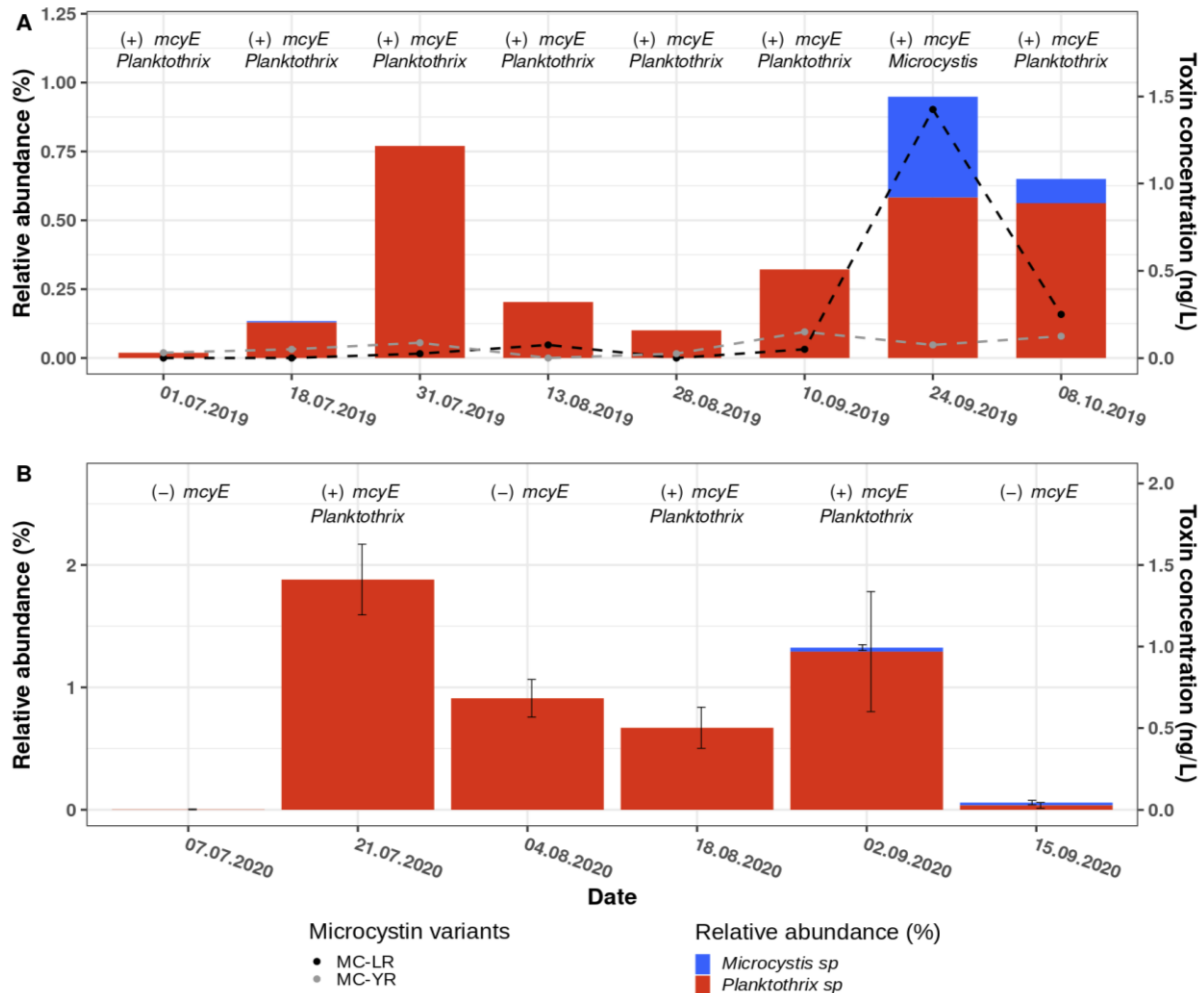 A
1.25
1.00
0.75
0.50
0.25
0.00
Relative abundance (%)
(+) mcyE (+) mcyE (+) mcyE (+) mcyE (+) mcyE (+) mcyE (+) mcyE (+) mcyE
Planktothrix Planktothrix Planktothrix Planktothrix Planktothrix Planktothrix Microcystis Planktothrix
1.5
1.0
0.5
0.0
Toxin concentration (ng/L)
01.07.2019 18.07.2019 31.07.2019 13.08.2019 28.08.2019 10.09.2019 24.09.2019 08.10.2019
B
2
1
0
Relative abundance (%)
(−) mcyE (+) mcyE (−) mcyE (+) mcyE (+) mcyE (−) mcyE
Planktothrix Planktothrix Planktothrix
2.0
1.5
1.0
0.5
0.0
Toxin concentration (ng/L)
07.07.2020 21.07.2020 04.08.2020 18.08.2020 02.09.2020 15.09.2020
Date
Microcystin variants
MC-LR
MC-YR
Relative abundance (%)
Microcystis sp
Planktothrix sp